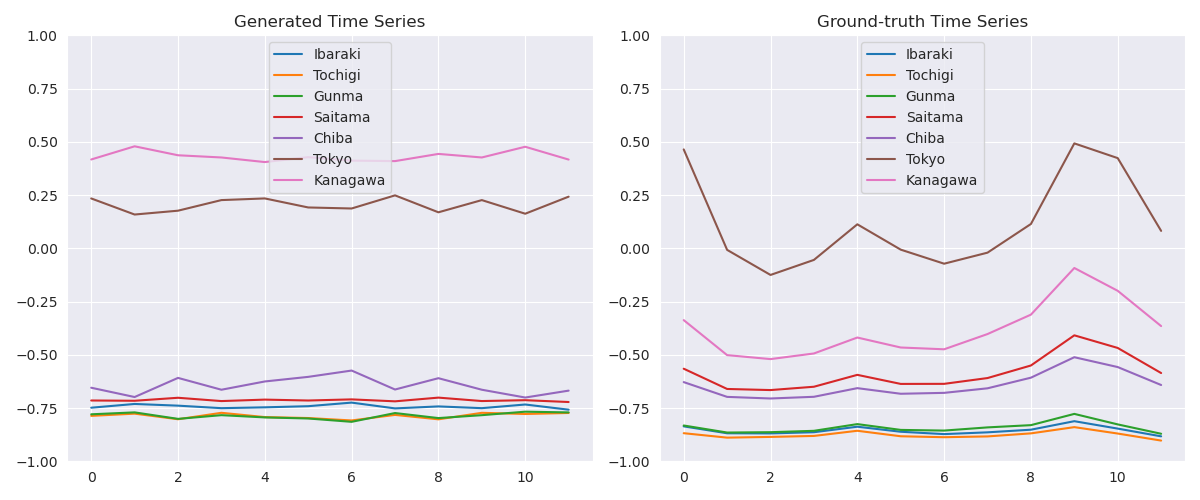 Generated Time Series
1.00
0.75
0.50
0.25
0.00
−0.25
−0.50
−0.75
−1.00
0 2 4 6 8 10
Ibaraki
Tochigi
Gunma
Saitama
Chiba
Tokyo
Kanagawa
Ground-truth Time Series
1.00
0.75
0.50
0.25
0.00
−0.25
−0.50
−0.75
−1.00
0 2 4 6 8 10
Ibaraki
Tochigi
Gunma
Saitama
Chiba
Tokyo
Kanagawa